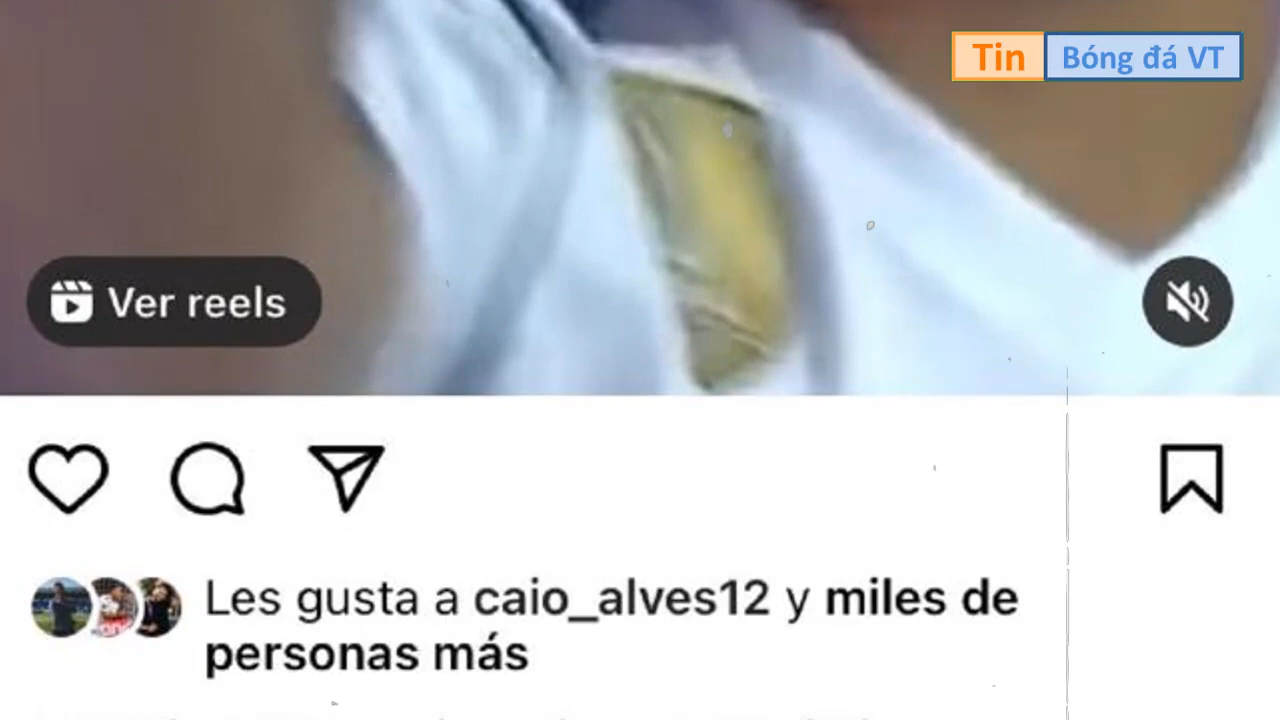 Tin Bóng đá VT
Ver reels
Les gusta a caio_alves12 y miles de
personas más